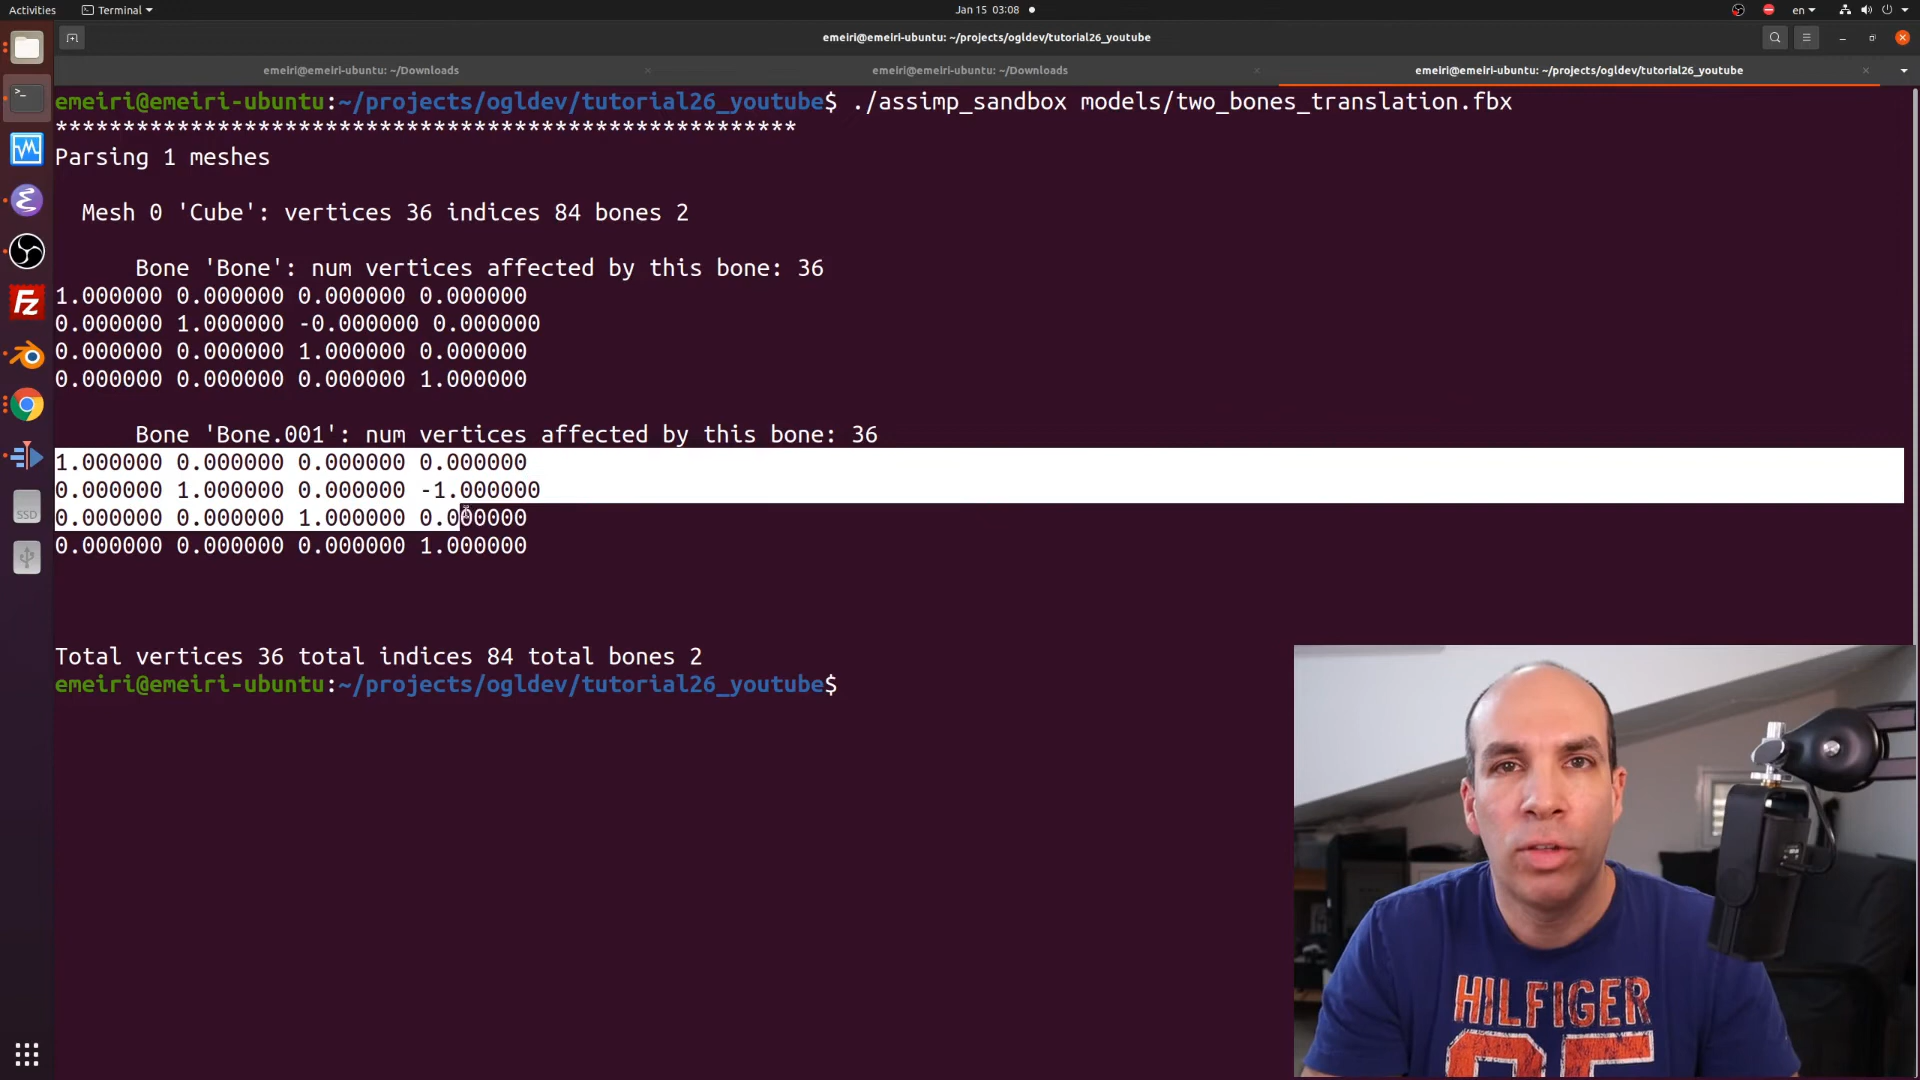 Activities
Terminal
Jan 15 03:08
en
emeiri@emeiri-ubuntu: ~/projects/ogldev/tutorial26_youtube
emeiri@emeiri-ubuntu: ~/Downloads
emeiri@emeiri-ubuntu: ~/Downloads
emeiri@emeiri-ubuntu: ~/projects/ogldev/tutorial26_youtube
emeiri@emeiri-ubuntu:~/projects/ogldev/tutorial26_youtube$ ./assimp_sandbox models/two_bones_translation.fbx
*******************************************************
Parsing 1 meshes
Mesh 0 'Cube': vertices 36 indices 84 bones 2
Bone 'Bone': num vertices affected by this bone: 36
1.000000 0.000000 0.000000 0.000000
0.000000 1.000000 -0.000000 0.000000
0.000000 0.000000 1.000000 0.000000
0.000000 0.000000 0.000000 1.000000
Bone 'Bone.001': num vertices affected by this bone: 36
1.000000 0.000000 0.000000 0.000000
0.000000 1.000000 0.000000 -1.000000
0.000000 0.000000 1.000000 0.000000
0.000000 0.000000 0.000000 1.000000
Total vertices 36 total indices 84 total bones 2
emeiri@emeiri-ubuntu:~/projects/ogldev/tutorial26_youtube$
Fz
SSD
HILFIGER